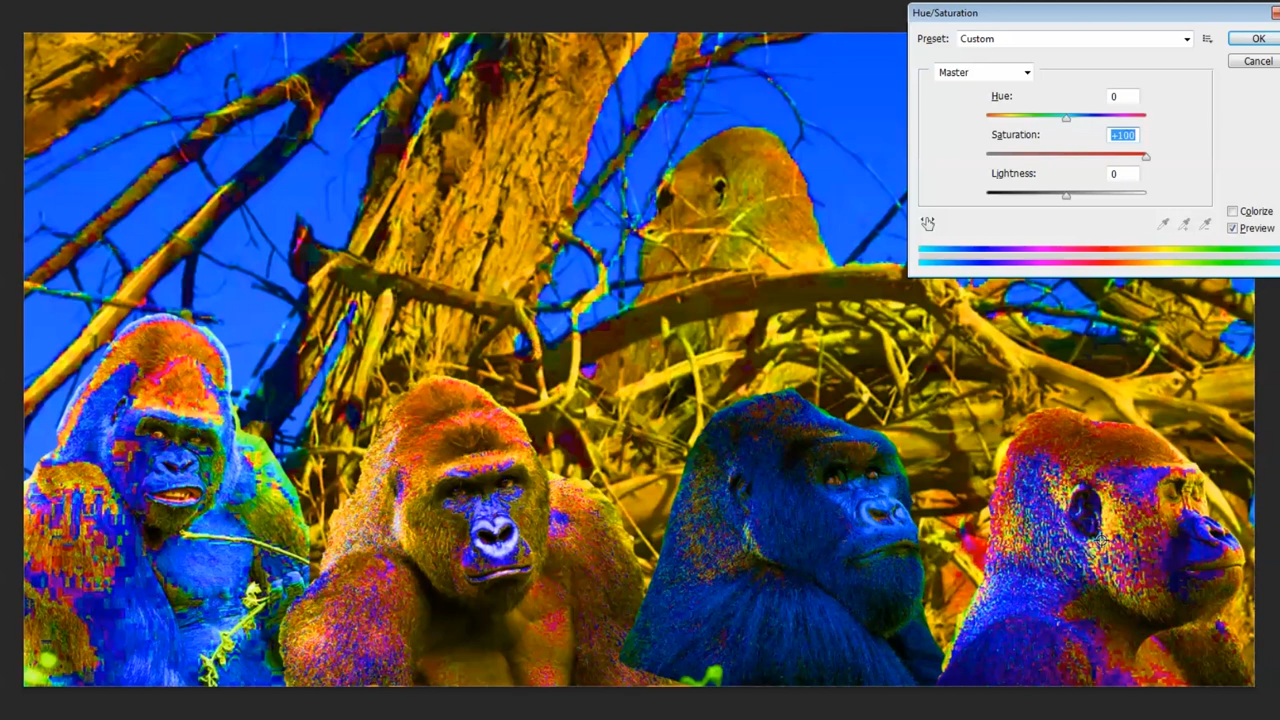 Hue/Saturation
Preset: Custom
OK
Cancel
Master
Hue: 0
Saturation: +100
Lightness: 0
Colorize
Preview